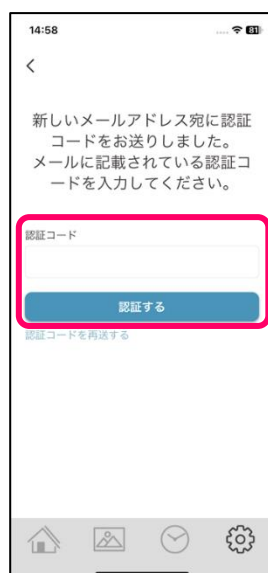 14:58
81
新しいメールアドレス宛に認証
コードをお送りしました。
メールに記載されている認証コ
ードを入力してください。
認証コード
認証する
認証コードを再送する